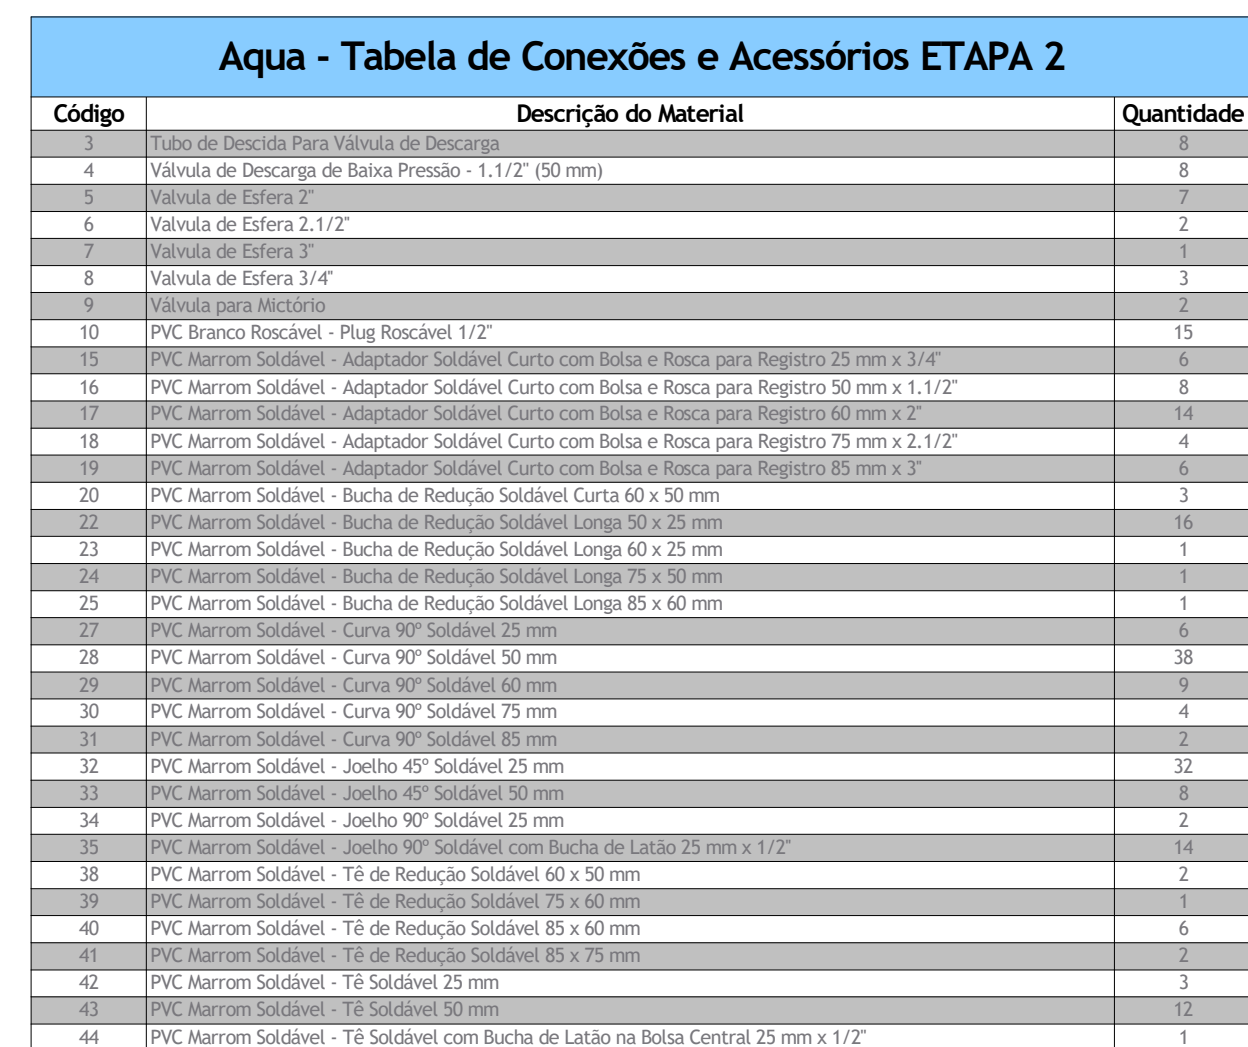 Aqua - Tabela de Conexões e Acessórios ETAPA 2
Código Descrição do Material Quantidade
3 Tubo de Descida Para Válvula de Descarga 8
4 Válvula de Descarga de Baixa Pressão - 1.1/2" (50 mm) 8
5 Valvula de Esfera 2" 7
6 Valvula de Esfera 2.1/2" 2
7 Valvula de Esfera 3" 1
8 Valvula de Esfera 3/4" 3
9 Válvula para Mictório 2
10 PVC Branco Roscável - Plug Roscável 1/2" 15
15 PVC Marrom Soldável - Adaptador Soldável Curto com Bolsa e Rosca para Registro 25 mm x 3/4" 6
16 PVC Marrom Soldável - Adaptador Soldável Curto com Bolsa e Rosca para Registro 50 mm x 1.1/2" 8
17 PVC Marrom Soldável - Adaptador Soldável Curto com Bolsa e Rosca para Registro 60 mm x 2" 14
18 PVC Marrom Soldável - Adaptador Soldável Curto com Bolsa e Rosca para Registro 75 mm x 2.1/2" 4
19 PVC Marrom Soldável - Adaptador Soldável Curto com Bolsa e Rosca para Registro 85 mm x 3" 6
20 PVC Marrom Soldável - Bucha de Redução Soldável Curta 60 x 50 mm 3
22 PVC Marrom Soldável - Bucha de Redução Soldável Longa 50 x 25 mm 16
23 PVC Marrom Soldável - Bucha de Redução Soldável Longa 60 x 25 mm 1
24 PVC Marrom Soldável - Bucha de Redução Soldável Longa 75 x 50 mm 1
25 PVC Marrom Soldável - Bucha de Redução Soldável Longa 85 x 60 mm 1
27 PVC Marrom Soldável - Curva 90º Soldável 25 mm 6
28 PVC Marrom Soldável - Curva 90º Soldável 50 mm 38
29 PVC Marrom Soldável - Curva 90º Soldável 60 mm 9
30 PVC Marrom Soldável - Curva 90º Soldável 75 mm 4
31 PVC Marrom Soldável - Curva 90º Soldável 85 mm 2
32 PVC Marrom Soldável - Joelho 45º Soldável 25 mm 32
33 PVC Marrom Soldável - Joelho 45º Soldável 50 mm 8
34 PVC Marrom Soldável - Joelho 90º Soldável 25 mm 2
35 PVC Marrom Soldável - Joelho 90º Soldável com Bucha de Latão 25 mm x 1/2" 14
38 PVC Marrom Soldável - Tê de Redução Soldável 60 x 50 mm 2
39 PVC Marrom Soldável - Tê de Redução Soldável 75 x 60 mm 1
40 PVC Marrom Soldável - Tê de Redução Soldável 85 x 60 mm 6
41 PVC Marrom Soldável - Tê de Redução Soldável 85 x 75 mm 2
42 PVC Marrom Soldável - Tê Soldável 25 mm 3
43 PVC Marrom Soldável - Tê Soldável 50 mm 12
44 PVC Marrom Soldável - Tê Soldável com Bucha de Latão na Bolsa Central 25 mm x 1/2" 1